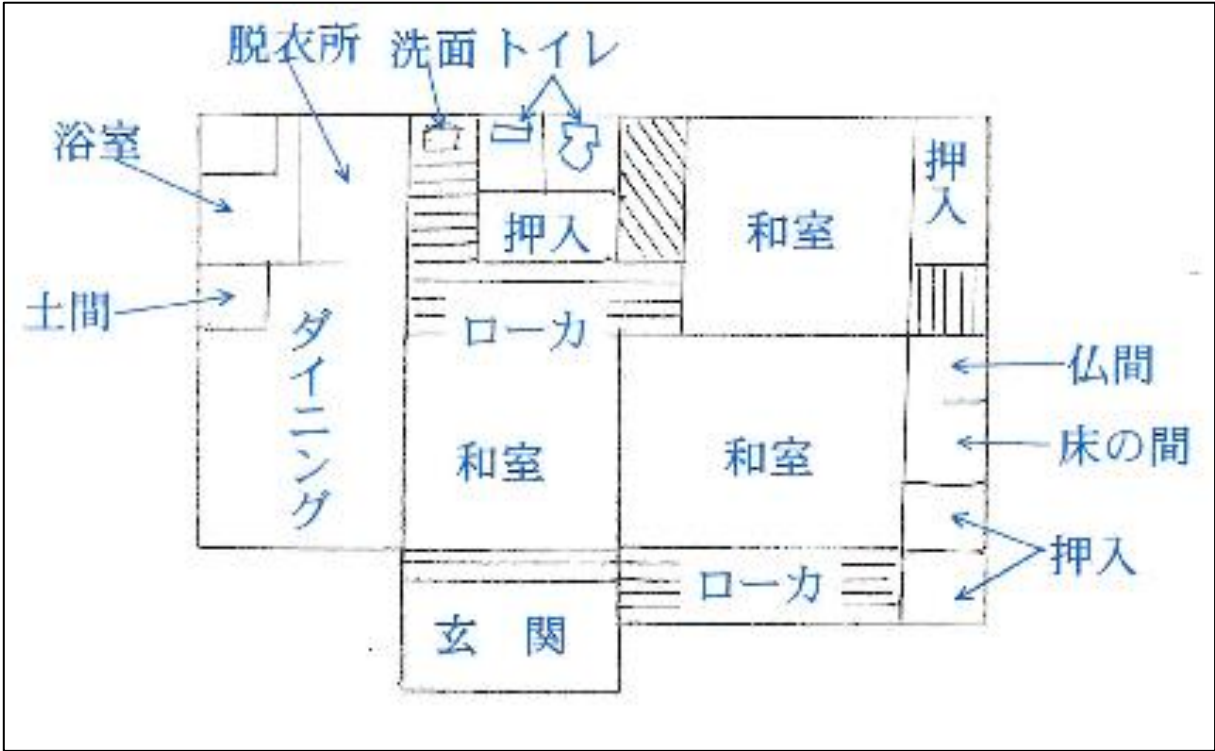 脱衣所
洗面
トイレ
浴室
押入
和室
押入
土間
ダイニング
ローカ
仏間
床の間
和室
和室
押入
ローカ
玄 関